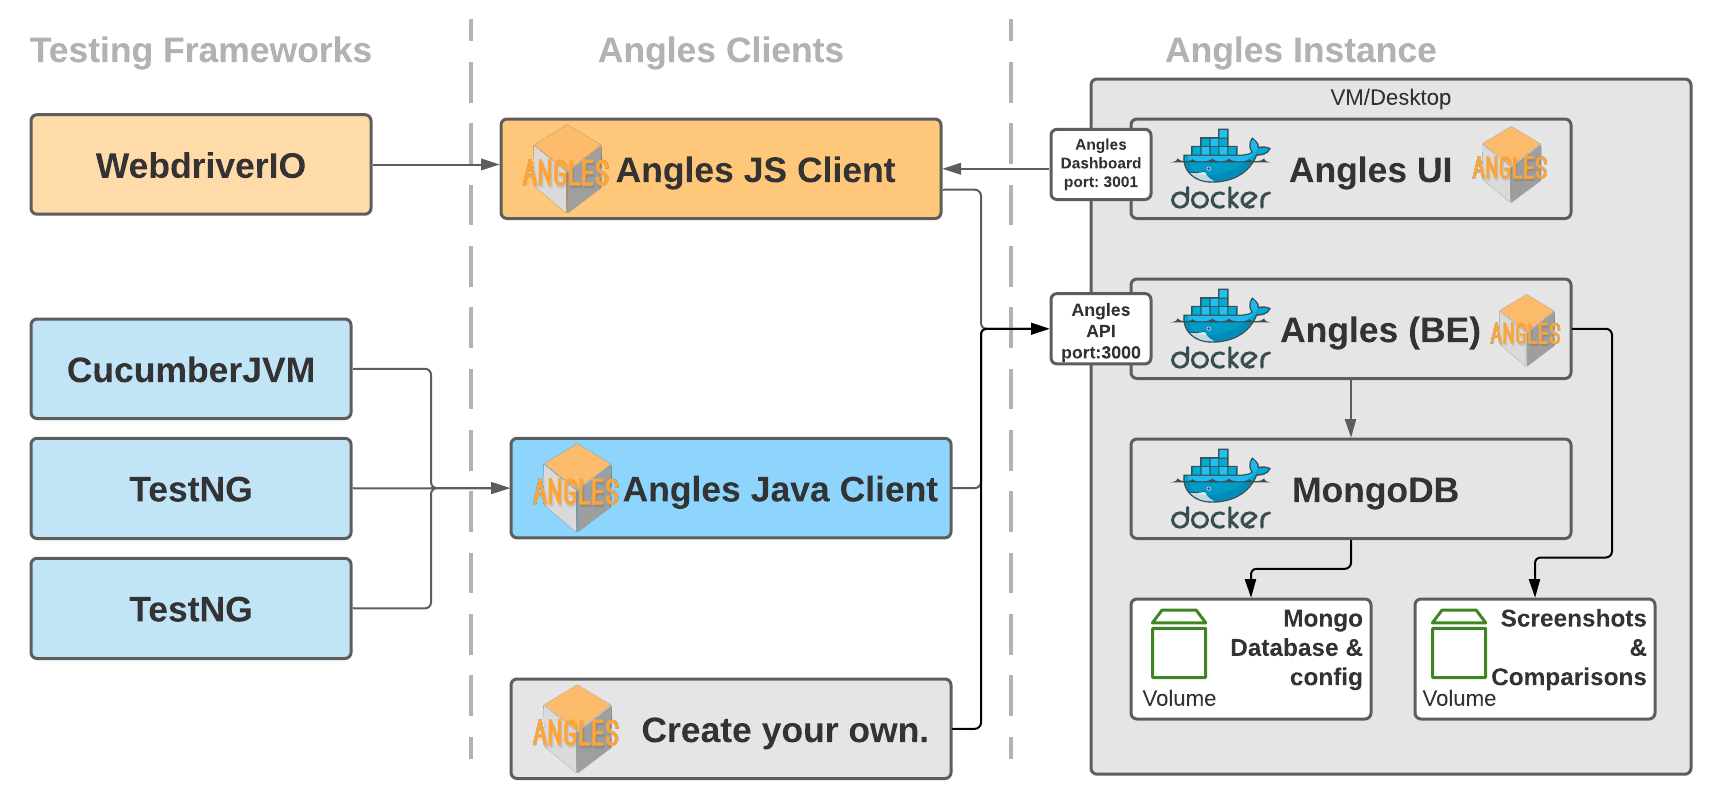 Testing Frameworks
Angles Clients
Angles Instance
VM/Desktop
WebdriverIO
ANGLES
Angles JS Client
Angles
Dashboard
port: 3001
docker
Angles UI
ANGLES
CucumberJVM
TestNG
TestNG
ANGLES
Angles Java Client
ANGLES
Create your own.
Angles
API
port:3000
docker
Angles (BE)
ANGLES
docker
MongoDB
Mongo
Database &
config
Volume
Screenshots
&
Comparisons
Volume